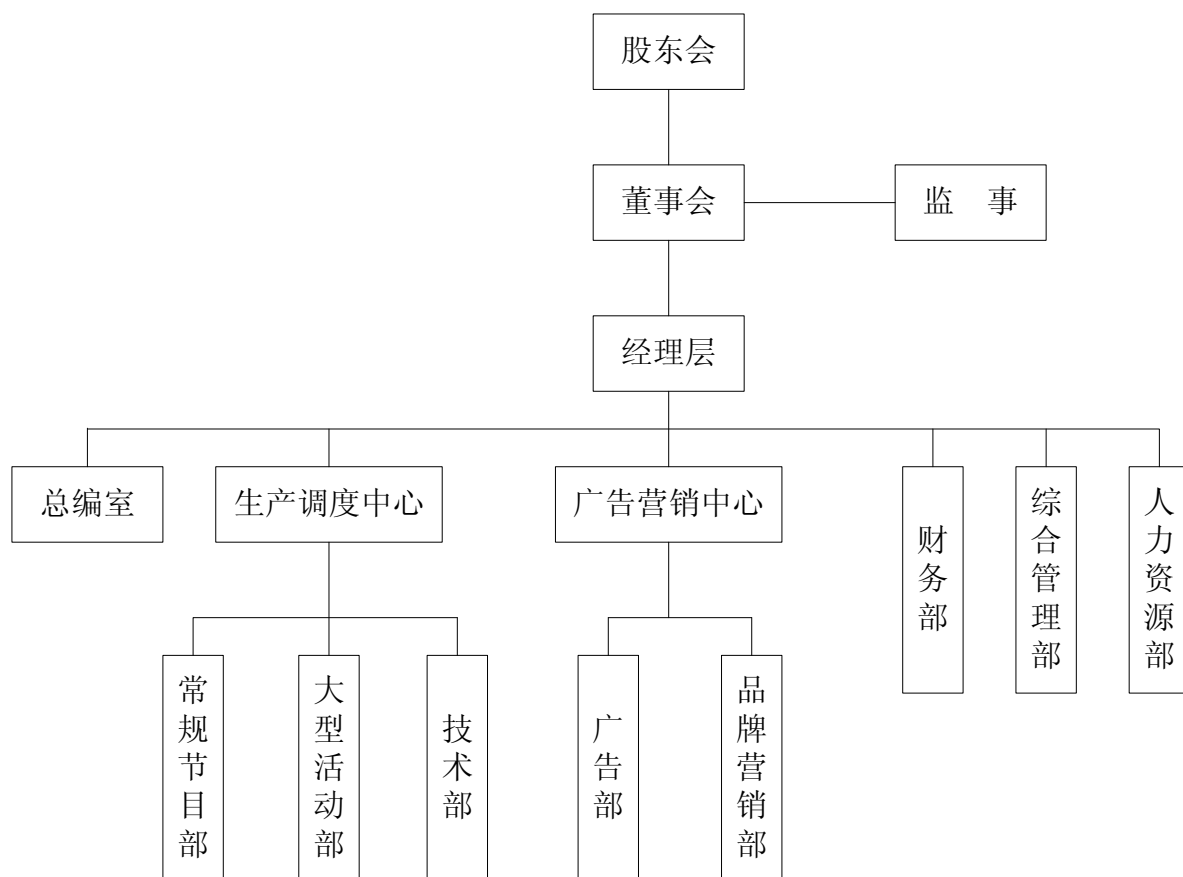 股东会
董事会
监 事
经理层
总编室
生产调度中心
广告营销中心
财务部
综合管理部
人力资源部
常规节目部
大型活动部
技术部
广告部
品牌营销部